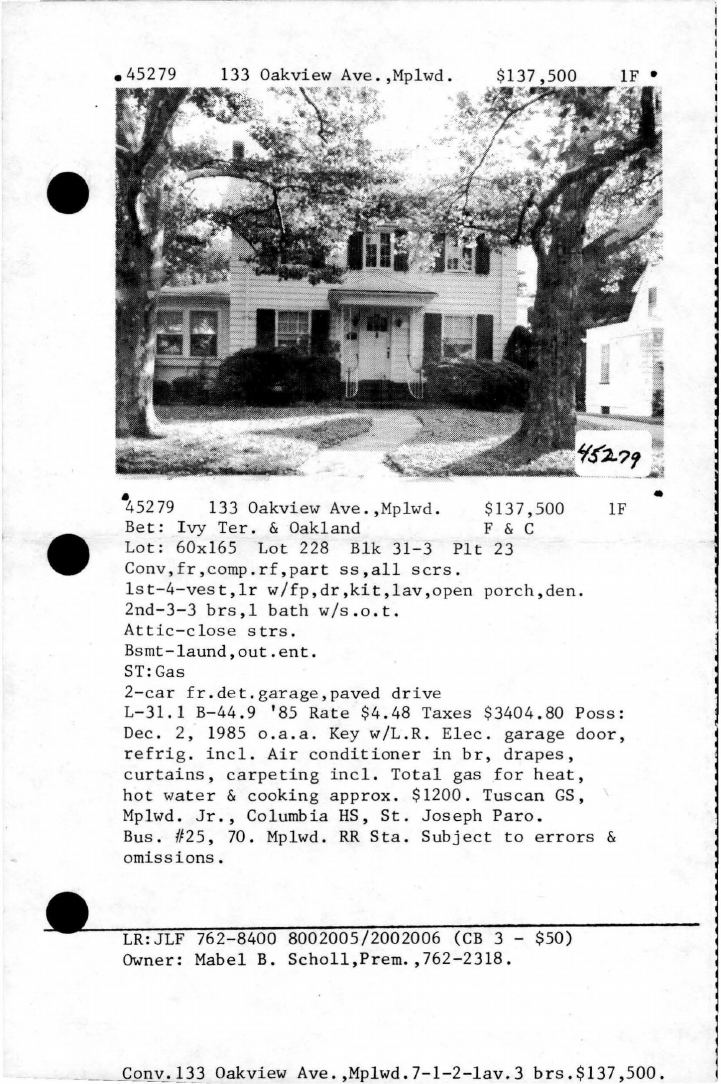 45279 133 Oakview Ave.,Mplwd. $137,500 1F
45279
45279 133 Oakview Ave.,Mplwd. $137,500 1F
Bet: Ivy Ter. & Oakland F & C
Lot: 60x165 Lot 228 Blk 31-3 Plt 23
Conv,fr,comp.rf,part ss,all scrs.
1st-4-vest,lr w/fp,dr,kit,lav,open porch,den.
2nd-3-3 brs,1 bath w/s.o.t.
Attic-close strs.
Bsmt-laund,out.ent.
ST:Gas
2-car fr.det.garage,paved drive
L-31.1 B-44.9 '85 Rate $4.48 Taxes $3404.80 Poss:
Dec. 2, 1985 o.a.a. Key w/L.R. Elec. garage door,
refrig. incl. Air conditioner in br, drapes,
curtains, carpeting incl. Total gas for heat,
hot water & cooking approx. $1200. Tuscan GS,
Mplwd. Jr., Columbia HS, St. Joseph Paro.
Bus. #25, 70. Mplwd. RR Sta. Subject to errors &
omissions.
LR:JLF 762-8400 8002005/2002006 (CB 3 - $50)
Owner: Mabel B. Scholl,Prem.,762-2318.
Conv.133 Oakview Ave.,Mplwd.7-1-2-1av.3 brs.$137,500.